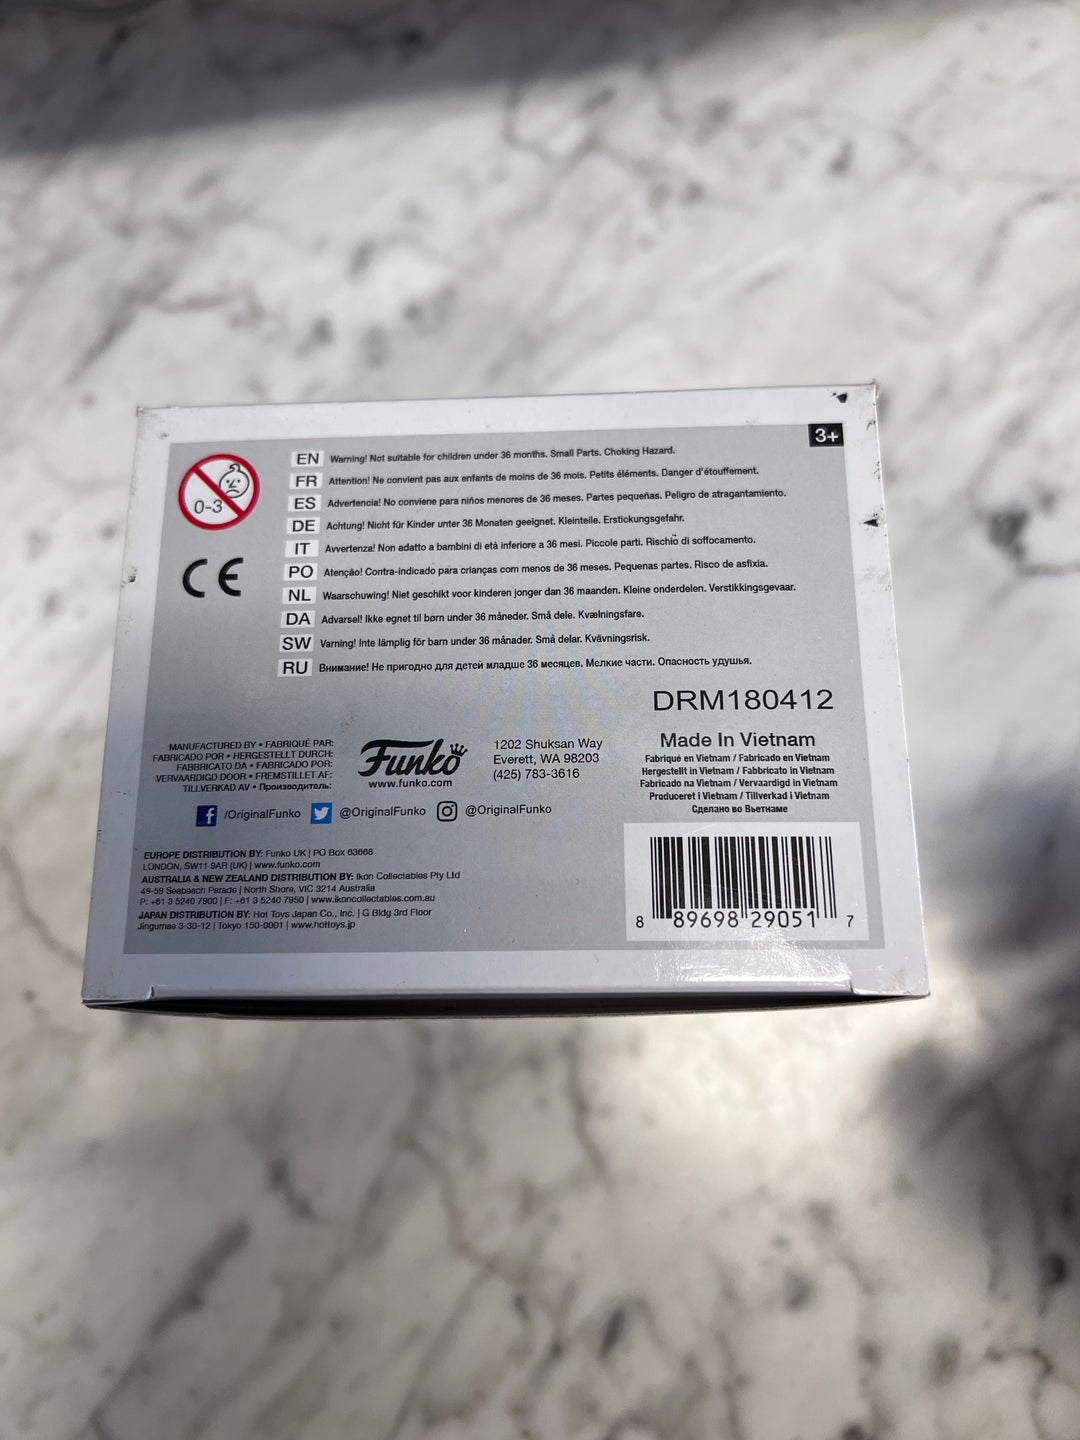 3+
0-3
EN Warning! Not suitable for children under 36 months. Small Parts. Choking Hazard.
FR Attention! Ne convient pas aux enfants de moins de 36 mois. Petits éléments. Danger d'étouffement.
ES Advertencia! No conviene para niños menores de 36 meses. Partes pequeñas. Peligro de atragantamiento.
DE Achtung! Nicht für Kinder unter 36 Monaten geeignet. Kleinteile. Erstickungsgefahr.
IT Avvertenza! Non adatto a bambini di età inferiore a 36 mesi. Piccole parti. Rischio di soffocamento.
PO Atenção! Contra-indicado para crianças com menos de 36 meses. Pequenas partes. Risco de asfixia.
NL Waarschuwing! Niet geschikt voor kinderen jonger dan 36 maanden. Kleine onderdelen. Verstikkingsgevaar.
DA Advarsel! Ikke egnet til børn under 36 måneder. Små dele. Kvælningsfare.
SW Varning! Inte lämplig för barn under 36 månader. Små delar. Kvävningsrisk.
RU Внимание! Не пригодно для детей младше 36 месяцев. Мелкие части. Опасность удушья.
CE
DRM180412
MANUFACTURED BY • FABRIQUÉ PAR:
FABRICADO POR • HERGESTELLT DURCH:
FABBRICATO DA • FABRICADO POR:
VERVAARDIGD DOOR • FREMSTILLET AF:
TILLVERKAD AV • Производитель:
Funko
www.funko.com
1202 Shuksan Way
Everett, WA 98203
(425) 783-3616
Made In Vietnam
Fabriqué en Vietnam / Fabricado en Vietnam
Hergestellt in Vietnam / Fabbricato in Vietnam
Fabricado na Vietnam / Vervaardigd in Vietnam
Produceret i Vietnam / Tillverkad i Vietnam
Сделано во Вьетнаме
/OriginalFunko
@OriginalFunko
@OriginalFunko
EUROPE DISTRIBUTION BY: Funko UK | PO Box 63668
LONDON, SW11 9AR (UK) | www.funko.com
AUSTRALIA & NEW ZEALAND DISTRIBUTION BY: Ikon Collectables Pty Ltd
49-59 Seabeach Parade | North Shore, VIC 3214 Australia
P: +61 3 5240 7900 | F: +61 3 5240 7950 | www.ikoncollectables.com.au
JAPAN DISTRIBUTION BY: Hot Toys Japan Co., Inc. | G Bldg 3rd Floor
Jingumae 3-30-12 | Tokyo 150-0001 | www.hottoys.jp
8 89698 29051 7